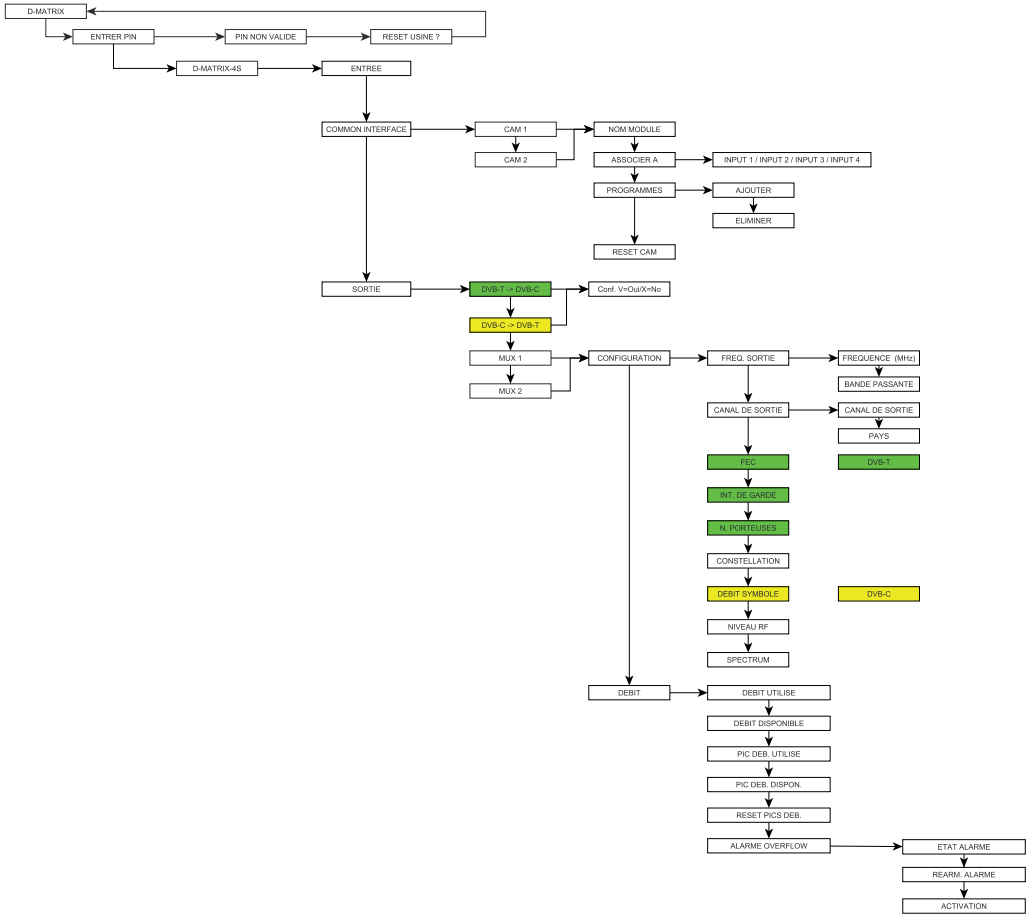 D-MATRIX
ENTRER PIN
PIN NON VALIDE
RESET USINE ?
D-MATRIX-4S
ENTREE
COMMON INTERFACE
CAM 1
NOM MODULE
CAM 2
ASSOCIER A
INPUT 1 / INPUT 2 / INPUT 3 / INPUT 4
PROGRAMMES
AJOUTER
ELIMINER
RESET CAM
SORTIE
DVB-T -> DVB-C
Conf. V=Oui/X=No
DVB-C -> DVB-T
MUX 1
CONFIGURATION
FREQ. SORTIE
FREQUENCE (MHz)
BANDE PASSANTE
MUX 2
CANAL DE SORTIE
CANAL DE SORTIE
PAYS
FEC
DVB-T
INT. DE GARDE
N. PORTEUSES
CONSTELLATION
DEBIT SYMBOLE
DVB-C
NIVEAU RF
SPECTRUM
DEBIT
DEBIT UTILISE
DEBIT DISPONIBLE
PIC DEB. UTILISE
PIC DEB. DISPON.
RESET PICS DEB.
ALARME OVERFLOW
ETAT ALARME
REARM. ALARME
ACTIVATION